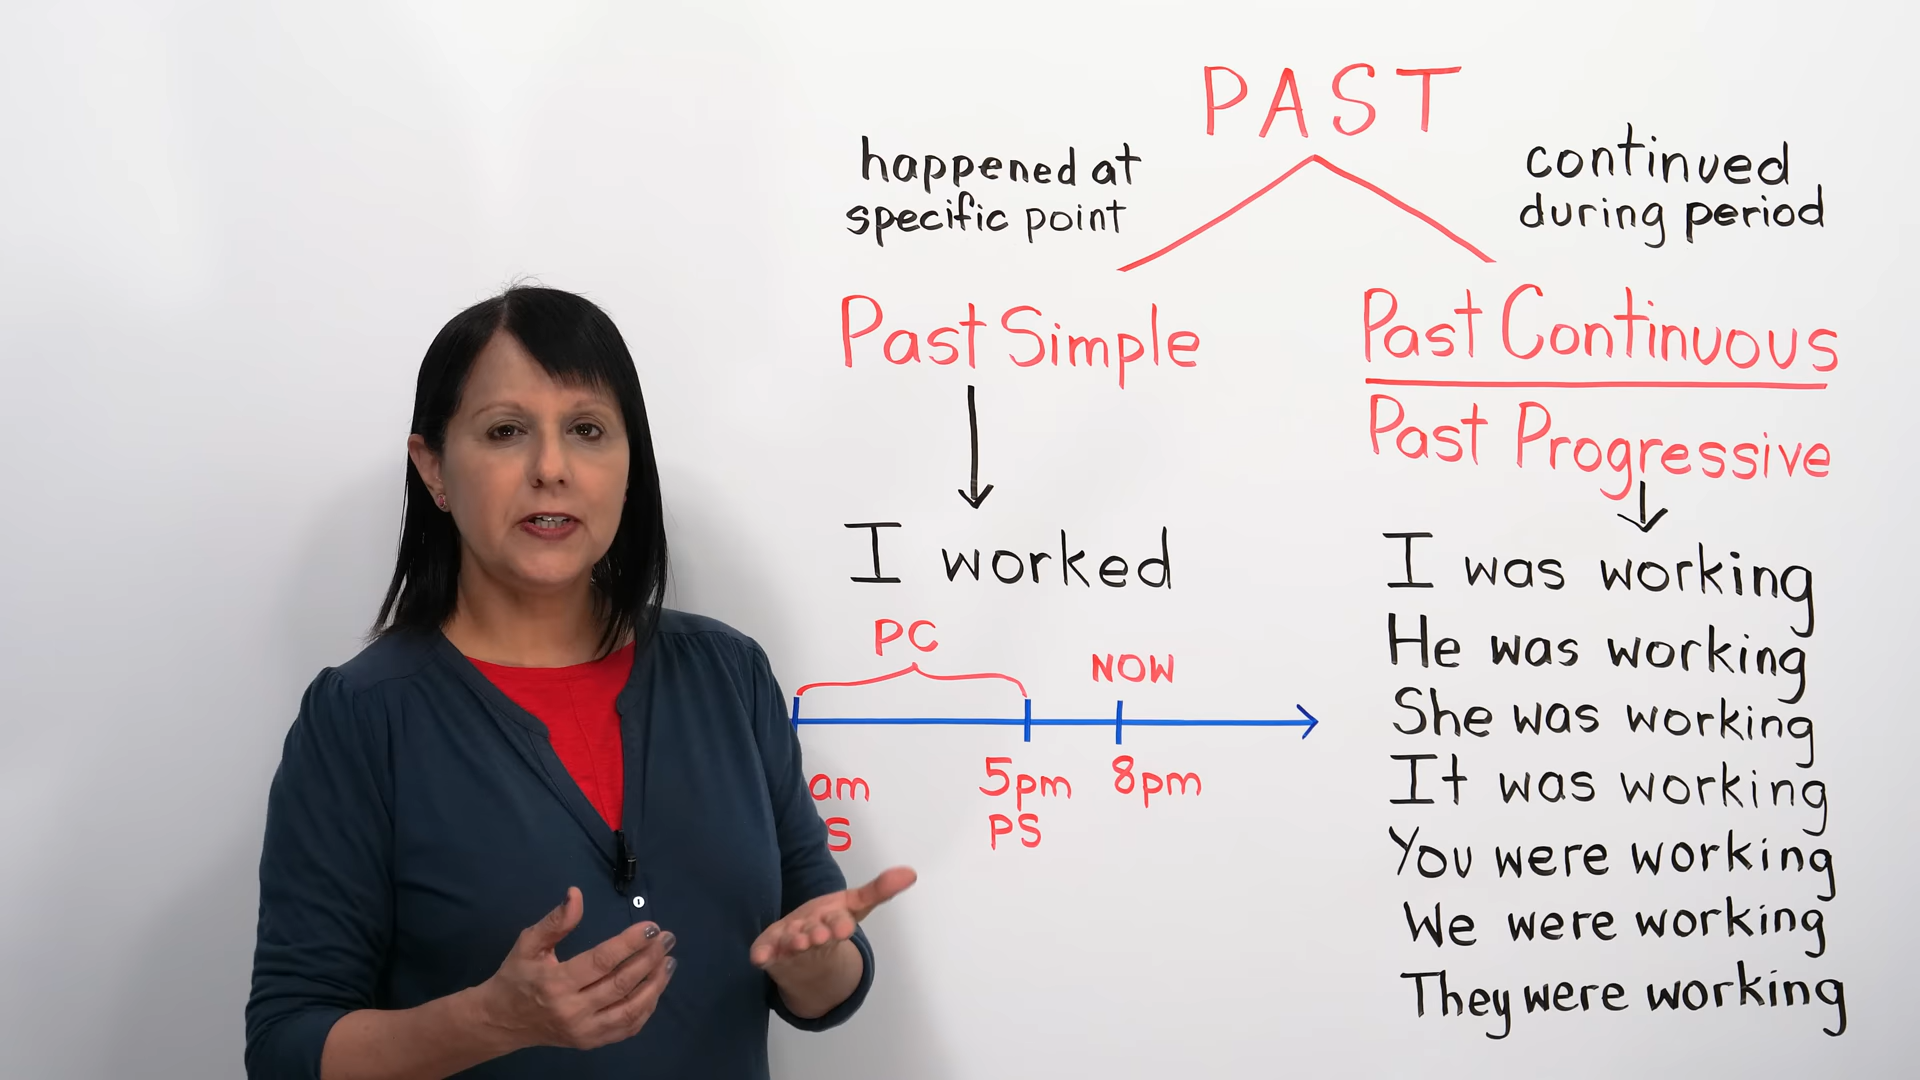 PAST
happened at
specific point
continued
during period
Past Simple
Past Continuous
Past Progressive
I worked
PC
NOW
am
5pm
8pm
S
PS
I was working
He was working
She was working
It was working
You were working
We were working
They were working